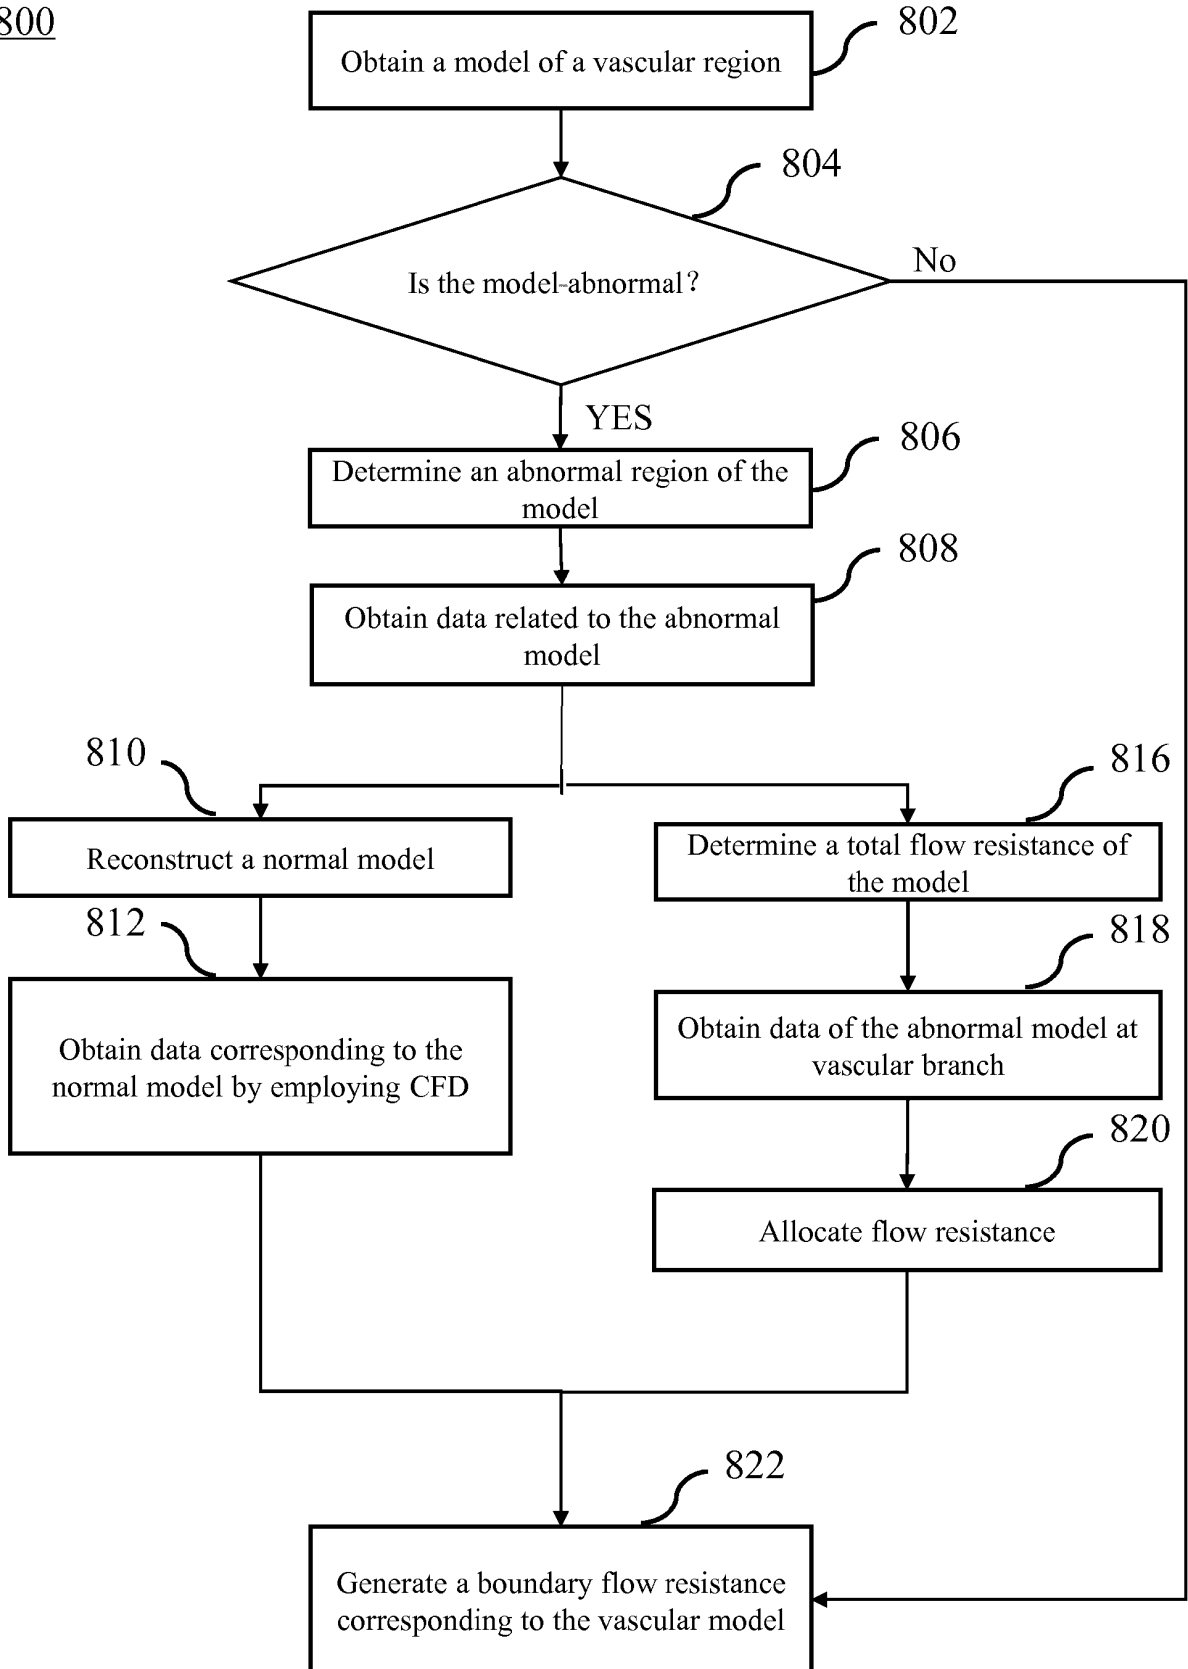 800
802
Obtain a model of a vascular region
804
Is the model-abnormal?
No
YES
806
Determine an abnormal region of the
model
808
Obtain data related to the abnormal
model
810
Reconstruct a normal model
812
Obtain data corresponding to the
normal model by employing CFD
816
Determine a total flow resistance of
the model
818
Obtain data of the abnormal model at
vascular branch
820
Allocate flow resistance
822
Generate a boundary flow resistance
corresponding to the vascular model